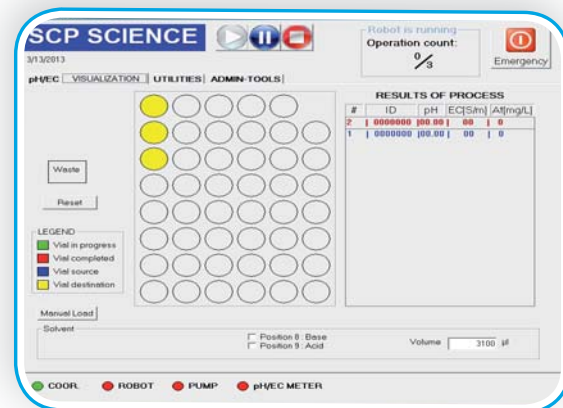 SCP SCIENCE
Robot is running
Operation count:
0/3
Emergency
3/13/2013
pH/EC | VISUALIZATION | UTILITIES | ADMIN-TOOLS |
RESULTS OF PROCESS
# | ID | pH | EC[S/m] | Af[mg/L]
2 | 0000000 | 00.00 | 00 | 0
1 | 0000000 | 00.00 | 00 | 0
Waste
Reset
LEGEND
Vial in progress
Vial completed
Vial source
Vial destination
Manual Load
Solvent
Position 8 : Base
Position 9 : Acid
Volume 3100 µl
COOR. ROBOT PUMP pH/EC METER